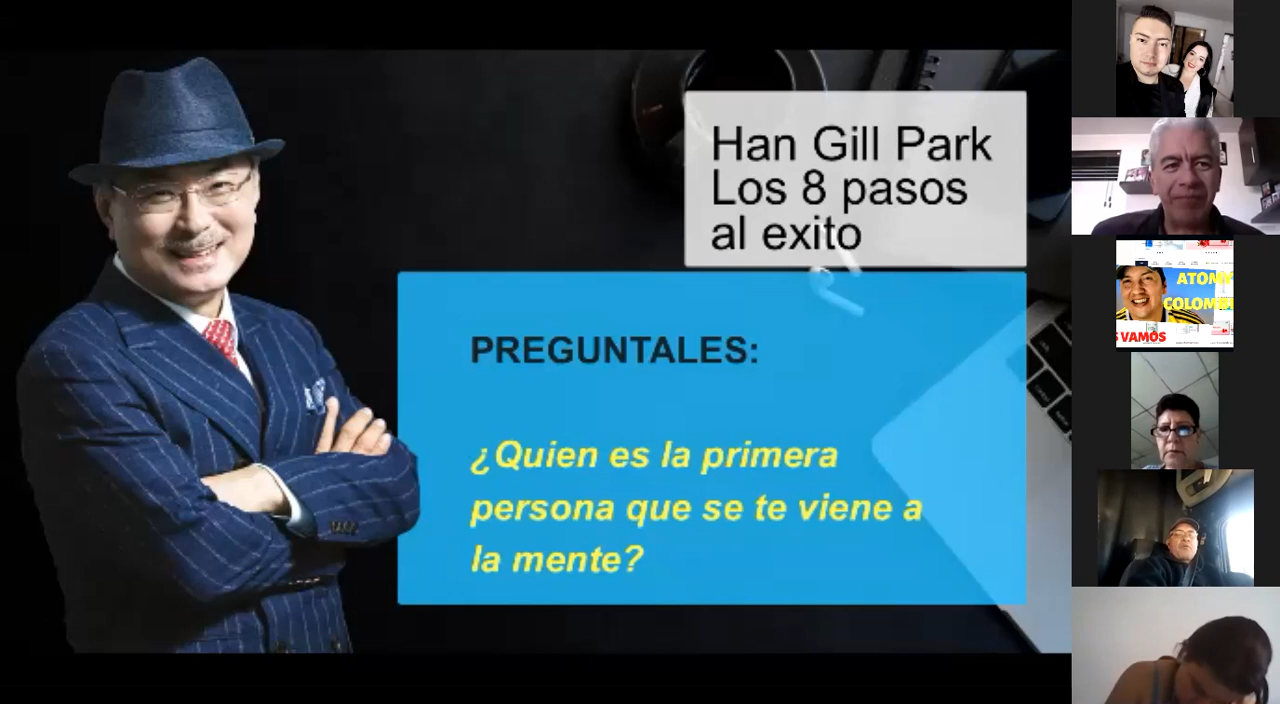 Han Gill Park
Los 8 pasos
al exito
PREGUNTALES:
¿Quien es la primera
persona que se te viene a
la mente?
ATOMY
COLOMBI
S VAMOS